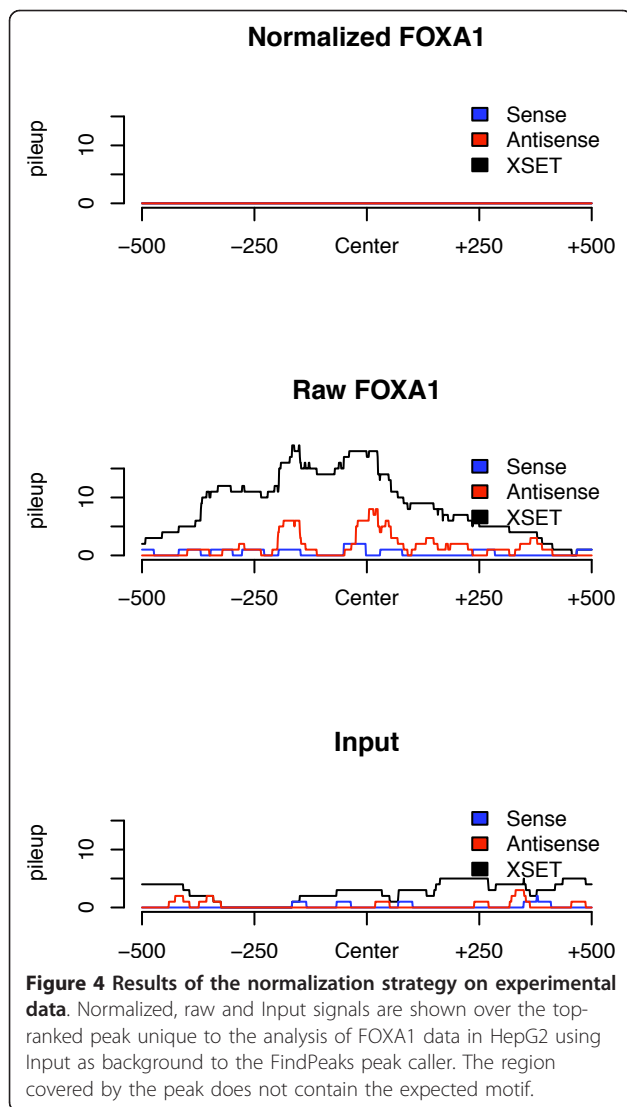 Normalized FOXA1
pileup
10
0
Sense
Antisense
XSET
−500 −250 Center +250 +500
Raw FOXA1
pileup
10
0
Sense
Antisense
XSET
−500 −250 Center +250 +500
Input
pileup
10
0
Sense
Antisense
XSET
−500 −250 Center +250 +500
Figure 4 Results of the normalization strategy on experimental
data. Normalized, raw and Input signals are shown over the top-
ranked peak unique to the analysis of FOXA1 data in HepG2 using
Input as background to the FindPeaks peak caller. The region
covered by the peak does not contain the expected motif.